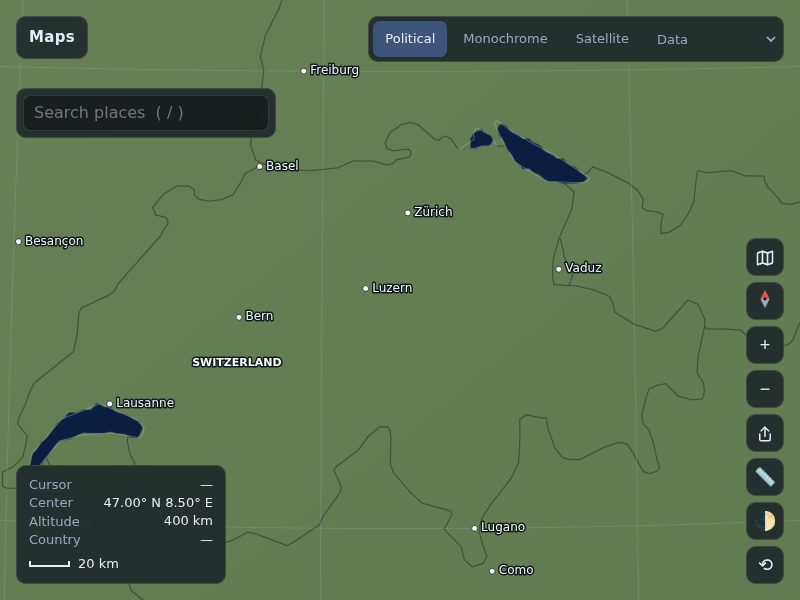 Maps
Political
Monochrome
Satellite
Data
Search places ( / )
Freiburg
Basel
Zürich
Besançon
Vaduz
Luzern
Bern
SWITZERLAND
Lausanne
Lugano
Como
Cursor —
Center 47.00° N 8.50° E
Altitude 400 km
Country —
20 km
+
−